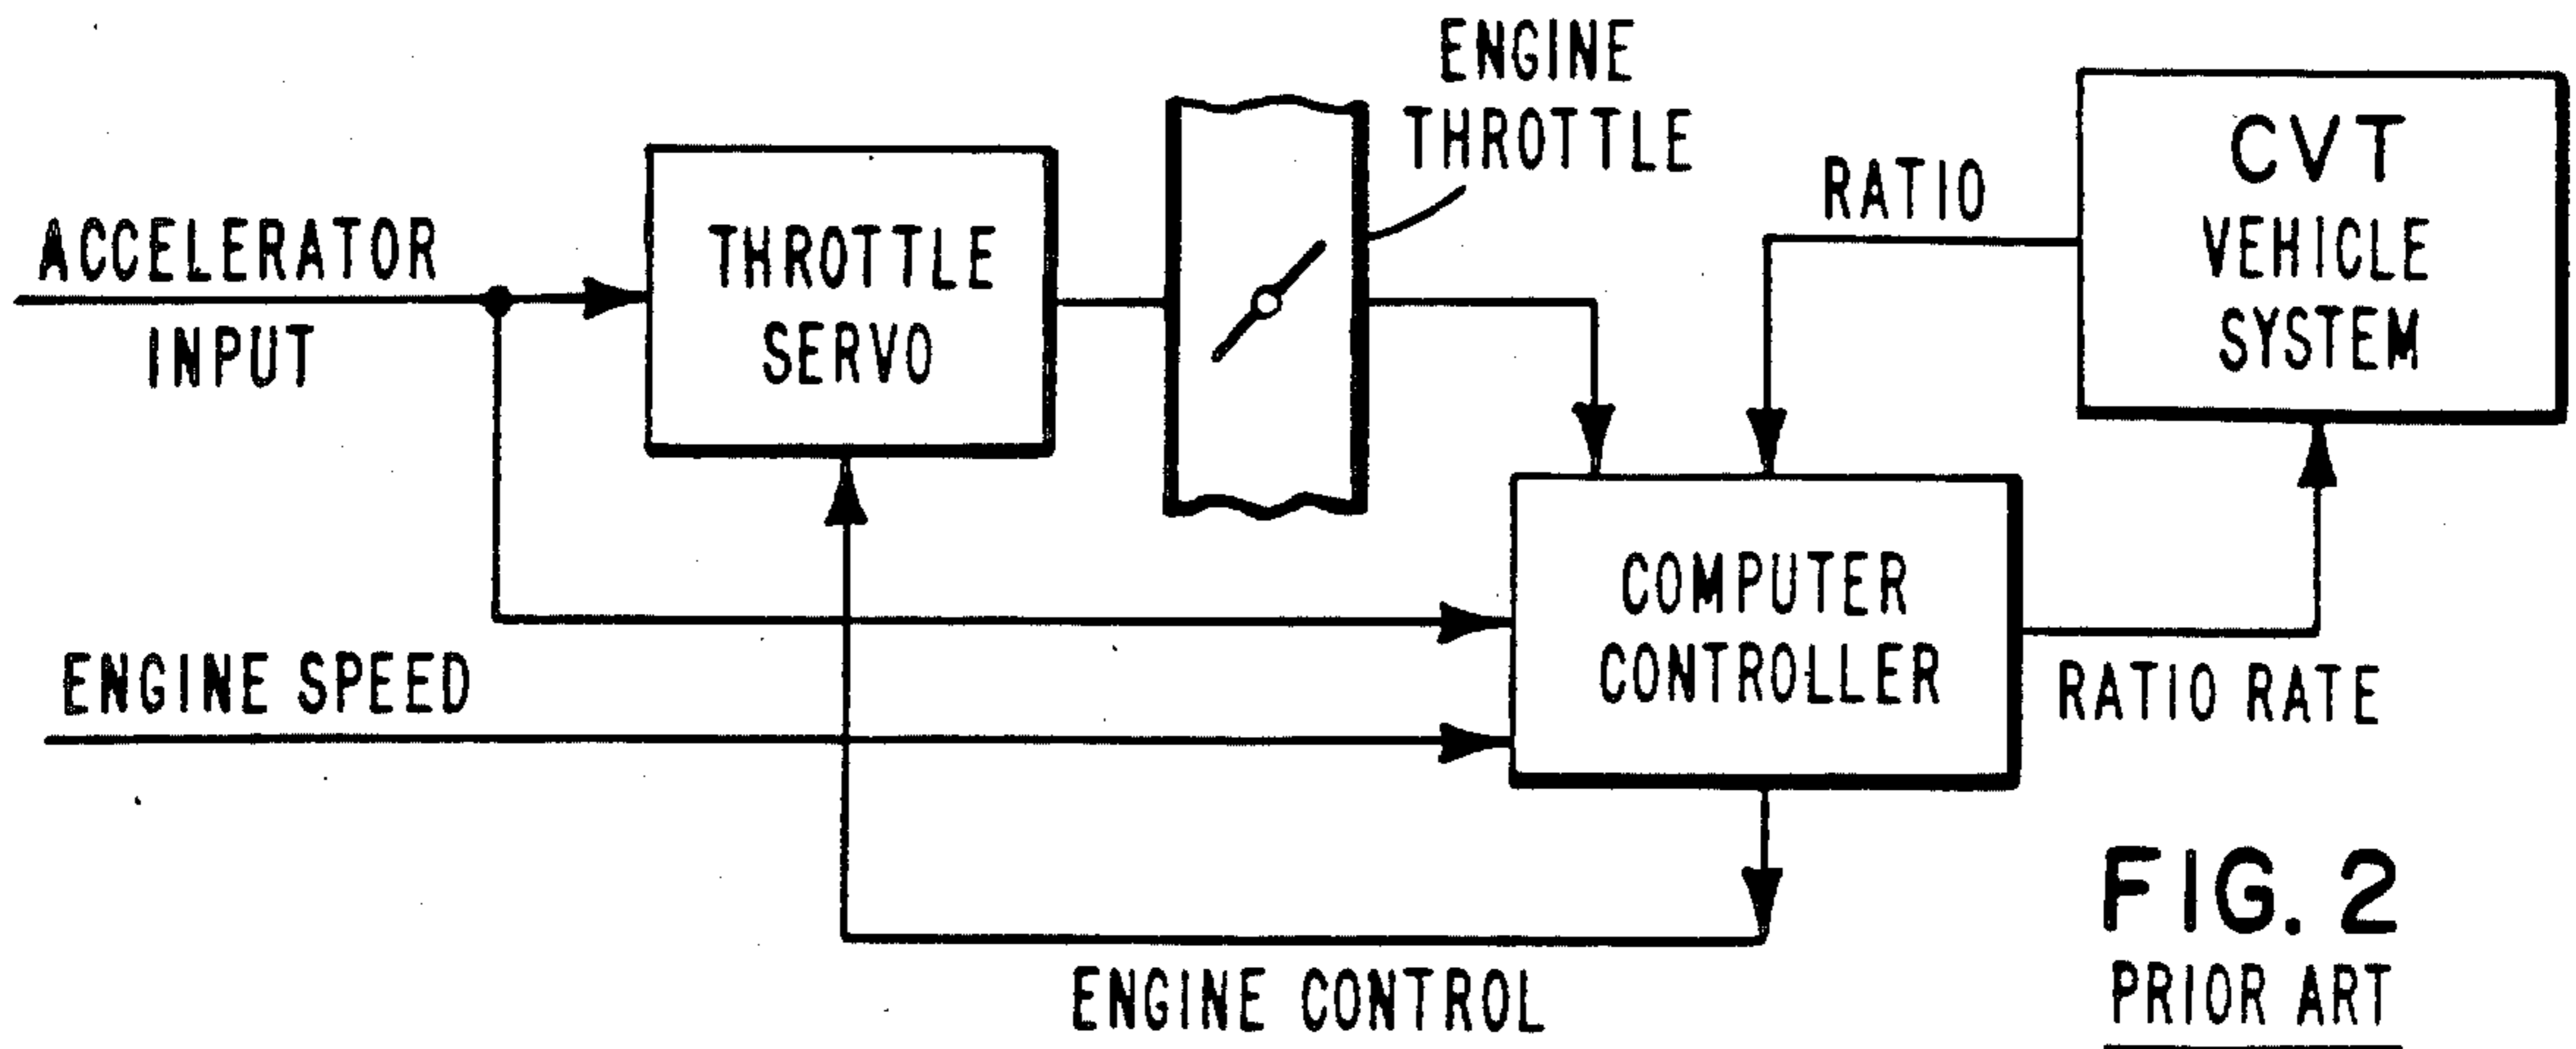 ENGINE
THROTTLE
CVT
VEHICLE
SYSTEM
RATIO
ACCELERATOR
INPUT
THROTTLE
SERVO
COMPUTER
CONTROLLER
ENGINE SPEED
RATIO RATE
ENGINE CONTROL
FIG. 2
PRIOR ART